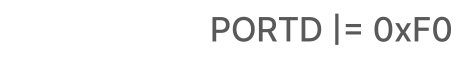 PORTD |= 0xF0